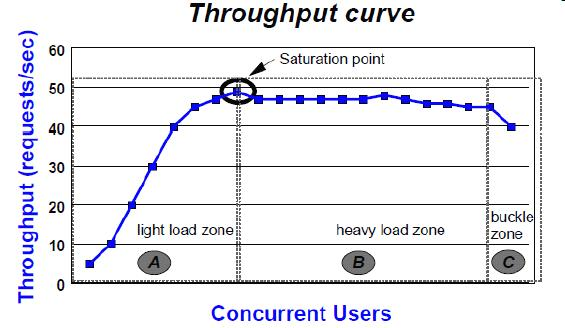 Throughput curve
Throughput (requests/sec)
60
50
40
30
20
10
0
Saturation point
light load zone
heavy load zone
buckle
zone
A
B
C
Concurrent Users